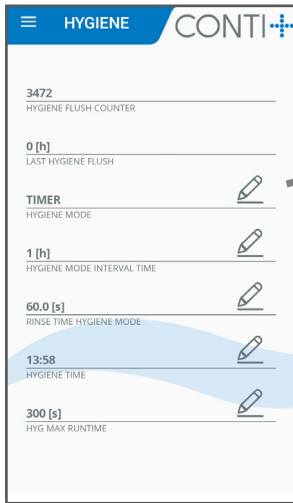 HYGIENE
CONTI+
3472
HYGIENE FLUSH COUNTER
0 [h]
LAST HYGIENE FLUSH
TIMER
HYGIENE MODE
1 [h]
HYGIENE MODE INTERVAL TIME
60.0 [s]
RINSE TIME HYGIENE MODE
13:58
HYGIENE TIME
300 [s]
HYG MAX RUNTIME